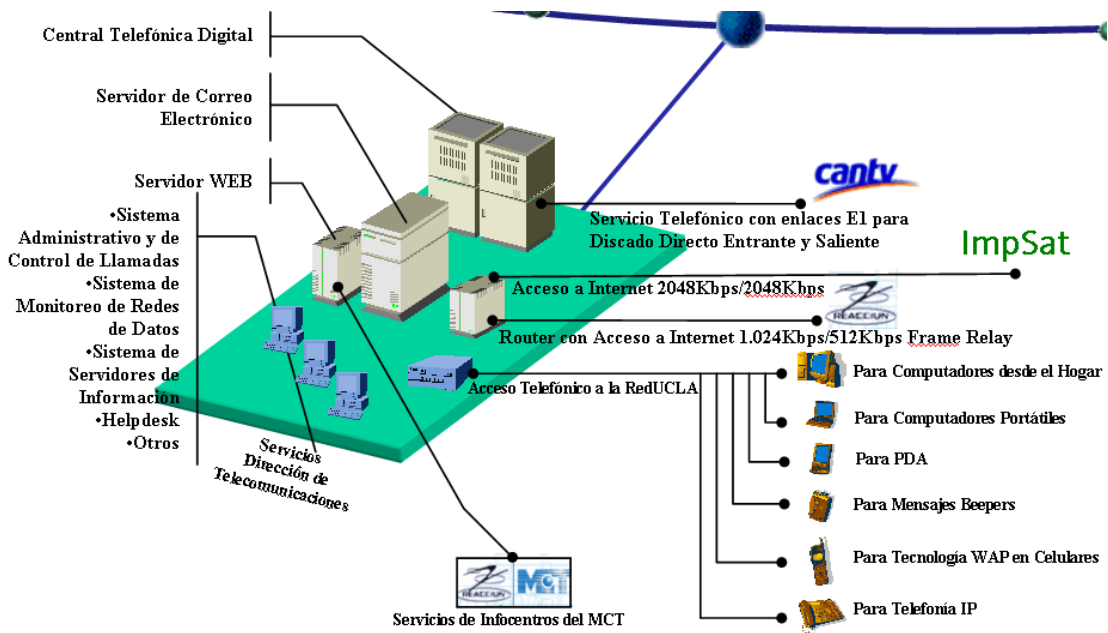 Central Telefónica Digital
Servidor de Correo
Electrónico
Servidor WEB
•Sistema
Administrativo y de
Control de Llamadas
•Sistema de
Monitoreo de Redes
de Datos
•Sistema de
Servidores de
Información
•Helpdesk
•Otros
Servicios
Dirección de
Telecomunicaciones
cantv
Servicio Telefónico con enlaces E1 para
Discado Directo Entrante y Saliente
ImpSat
Acceso a Internet 2048Kbps/2048Kbps
REACCIUN
Router con Acceso a Internet 1.024Kbps/512Kbps Frame Relay
Acceso Telefónico a la RedUCLA
Para Computadores desde el Hogar
Para Computadores Portátiles
Para PDA
Para Mensajes Beepers
Para Tecnología WAP en Celulares
Para Telefonía IP
REACCIUN
MCT
Servicios de Infocentros del MCT